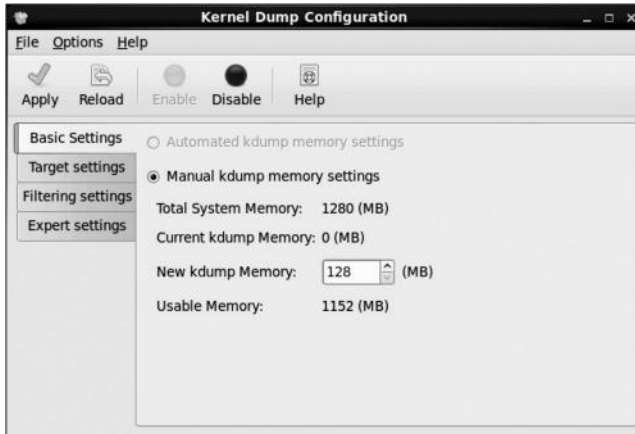 Kernel Dump Configuration
File Options Help
Apply Reload Enable Disable Help
Basic Settings
Target settings
Filtering settings
Expert settings
Automated kdump memory settings
Manual kdump memory settings
Total System Memory: 1280 (MB)
Current kdump Memory: 0 (MB)
New kdump Memory: 128 (MB)
Usable Memory: 1152 (MB)